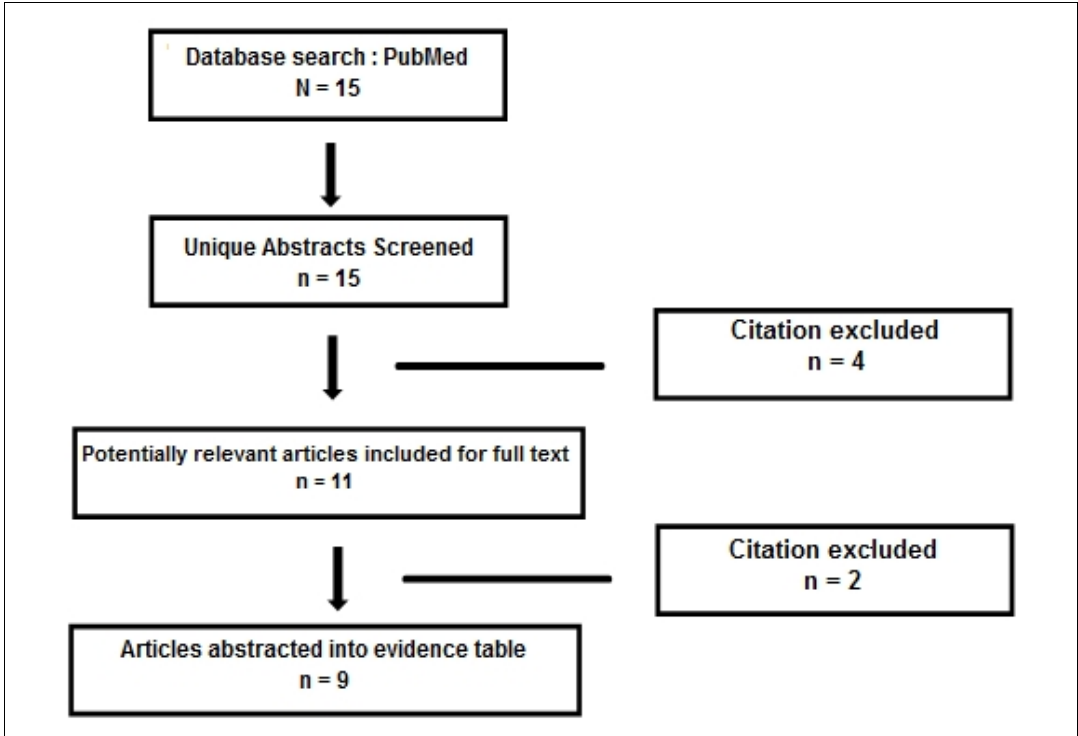 Database search : PubMed
N = 15
Unique Abstracts Screened
n = 15
Citation excluded
n = 4
Potentially relevant articles included for full text
n = 11
Citation excluded
n = 2
Articles abstracted into evidence table
n = 9